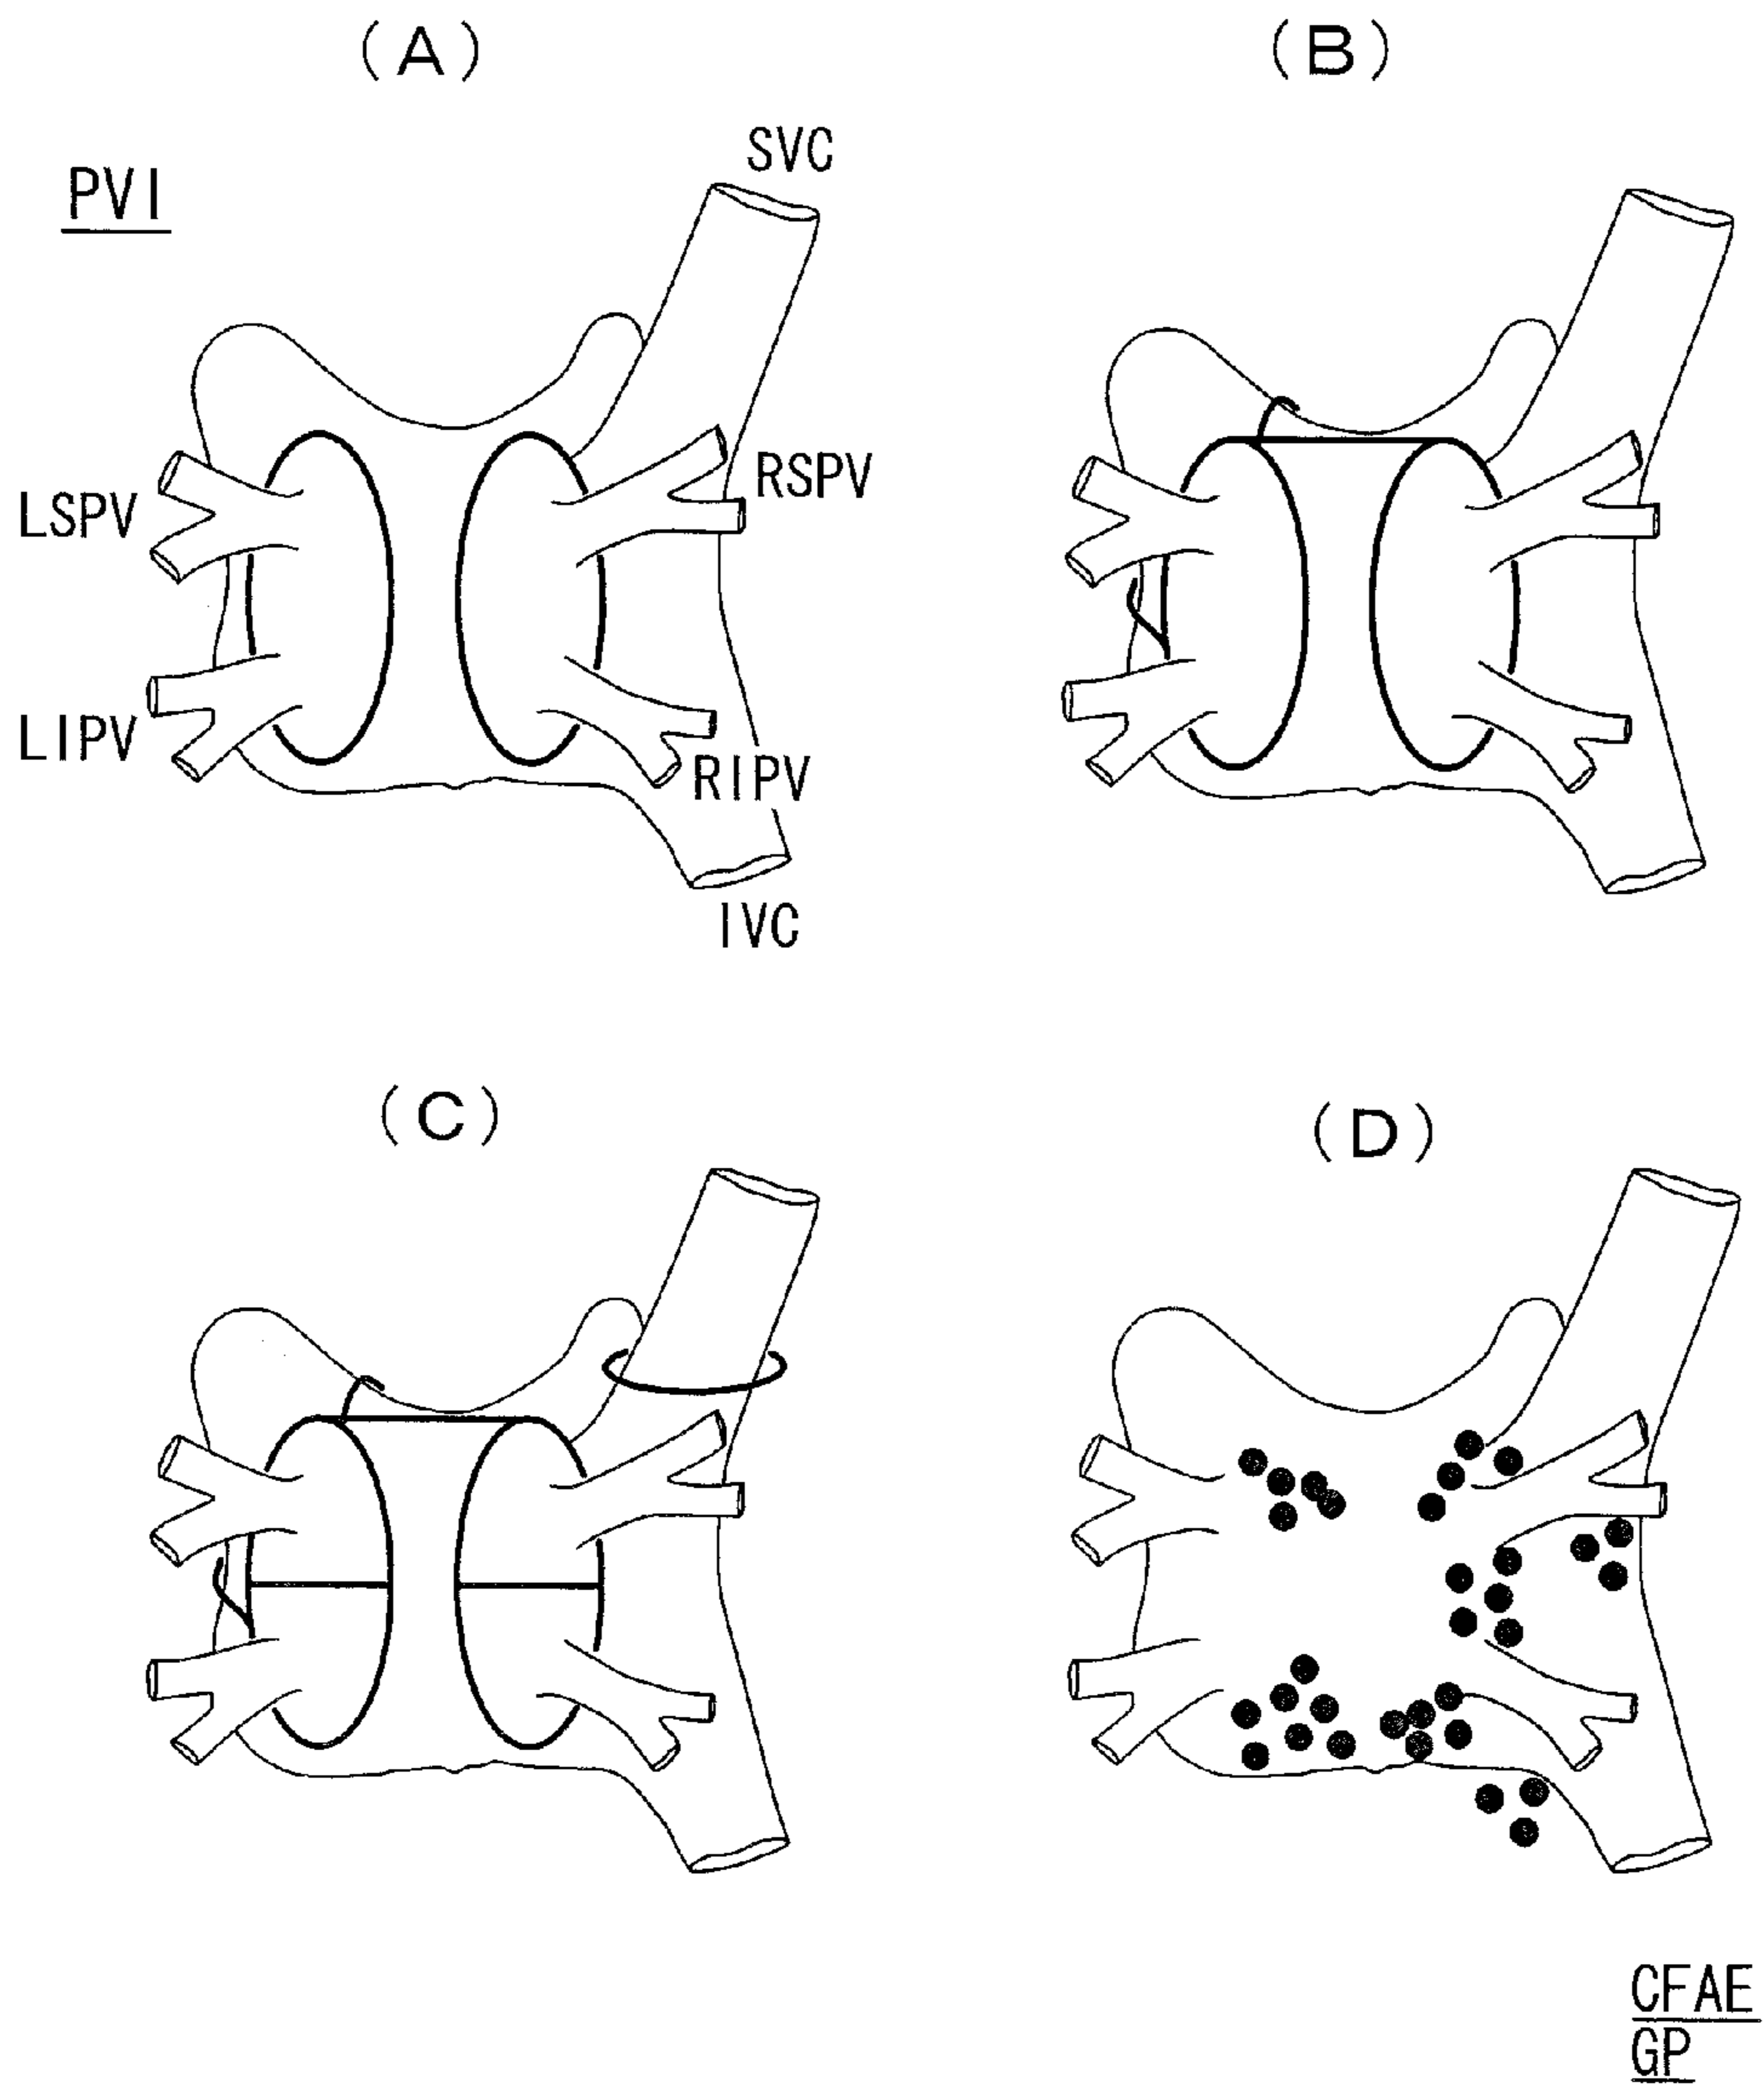 (A)
(B)
PVI
SVC
RSPV
LSPV
LIPV
RIPV
IVC
(C)
(D)
CFAE
GP